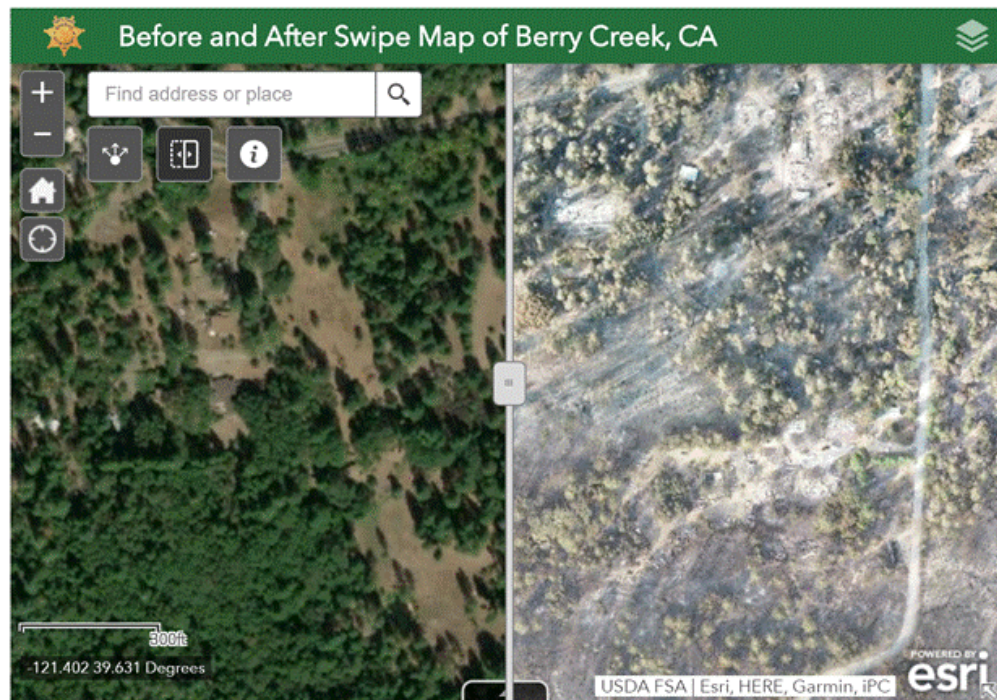 Before and After Swipe Map of Berry Creek, CA
Find address or place
300ft
-121.402 39.631 Degrees
POWERED BY
esri
USDA FSA | Esri, HERE, Garmin, iPC